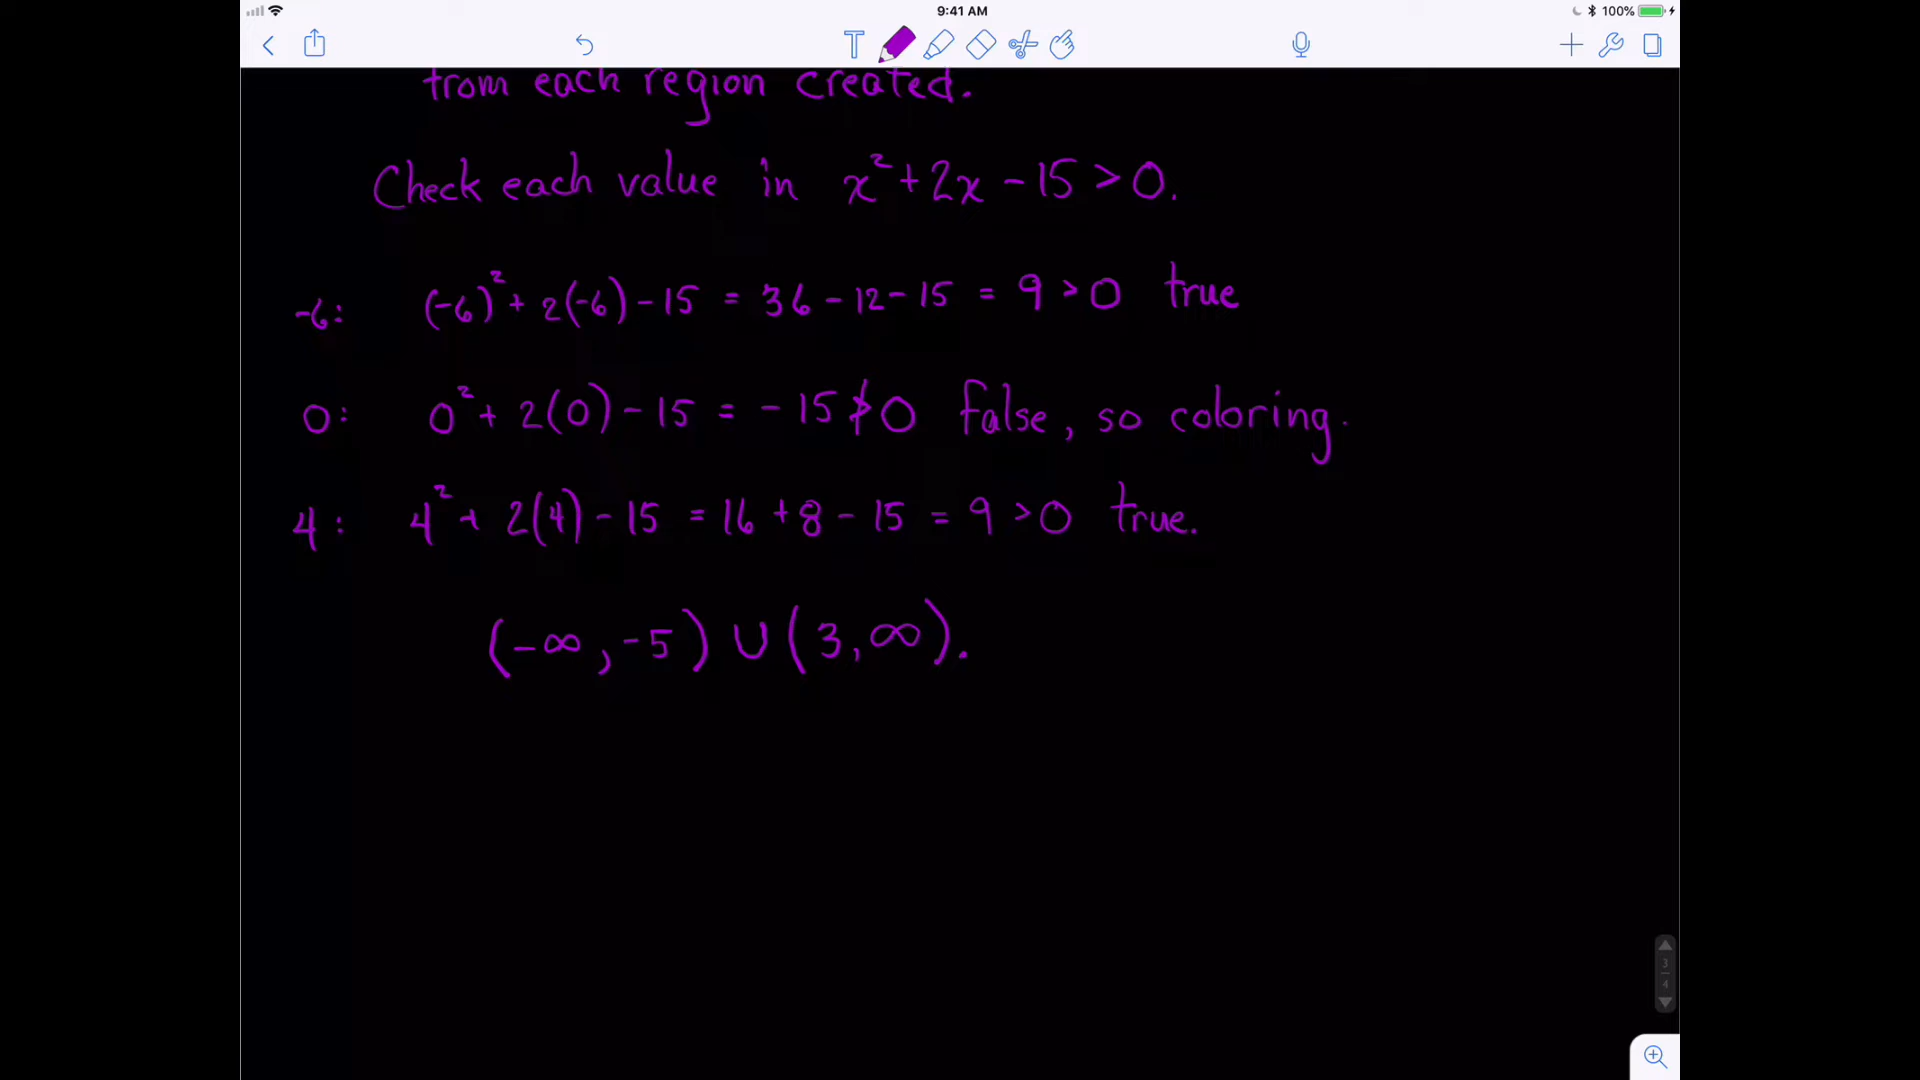 9:41 AM
100%
T
from each region created.
Check each value in x² + 2x - 15 > 0.
-6: (-6)² + 2(-6) - 15 = 36 - 12 - 15 = 9 > 0 true
0: 0² + 2(0) - 15 = - 15 ≯ 0 false, so coloring.
4: 4² + 2(4) - 15 = 16 + 8 - 15 = 9 > 0 true.
(-∞, -5) ∪ (3, ∞).
3
4